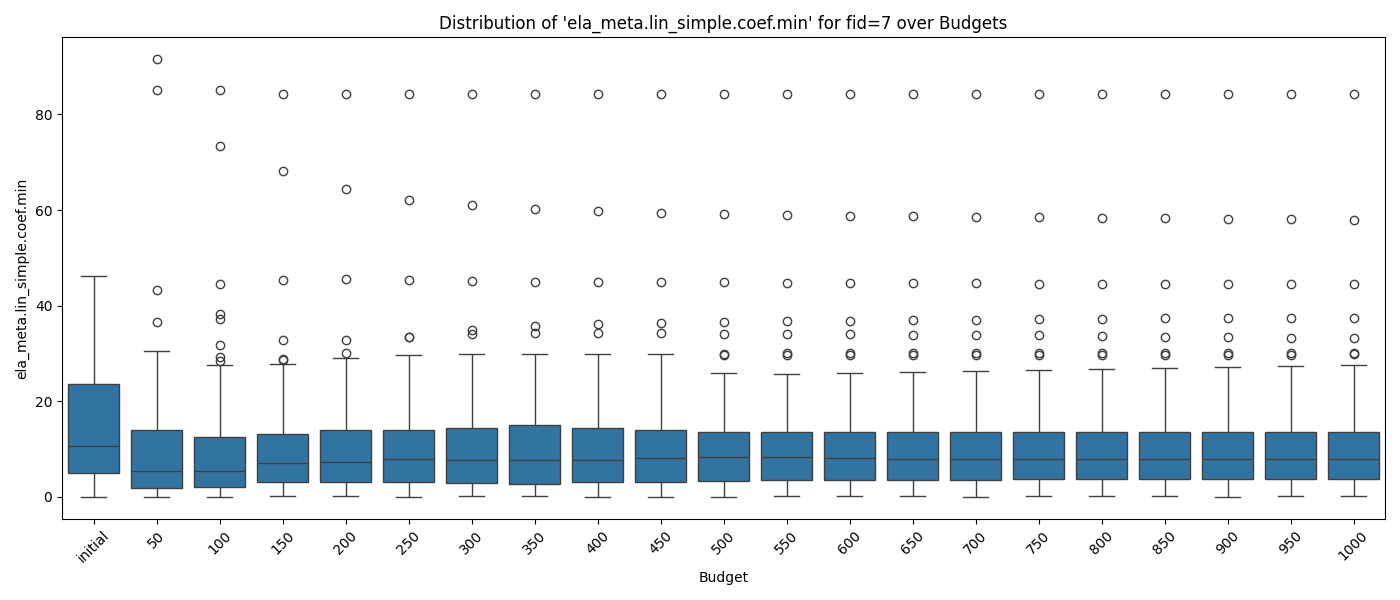 Distribution of 'ela_meta.lin_simple.coef.min' for fid=7 over Budgets
ela_meta.lin_simple.coef.min
80
60
40
20
0
initial 50 100 150 200 250 300 350 400 450 500 550 600 650 700 750 800 850 900 950 1000
Budget